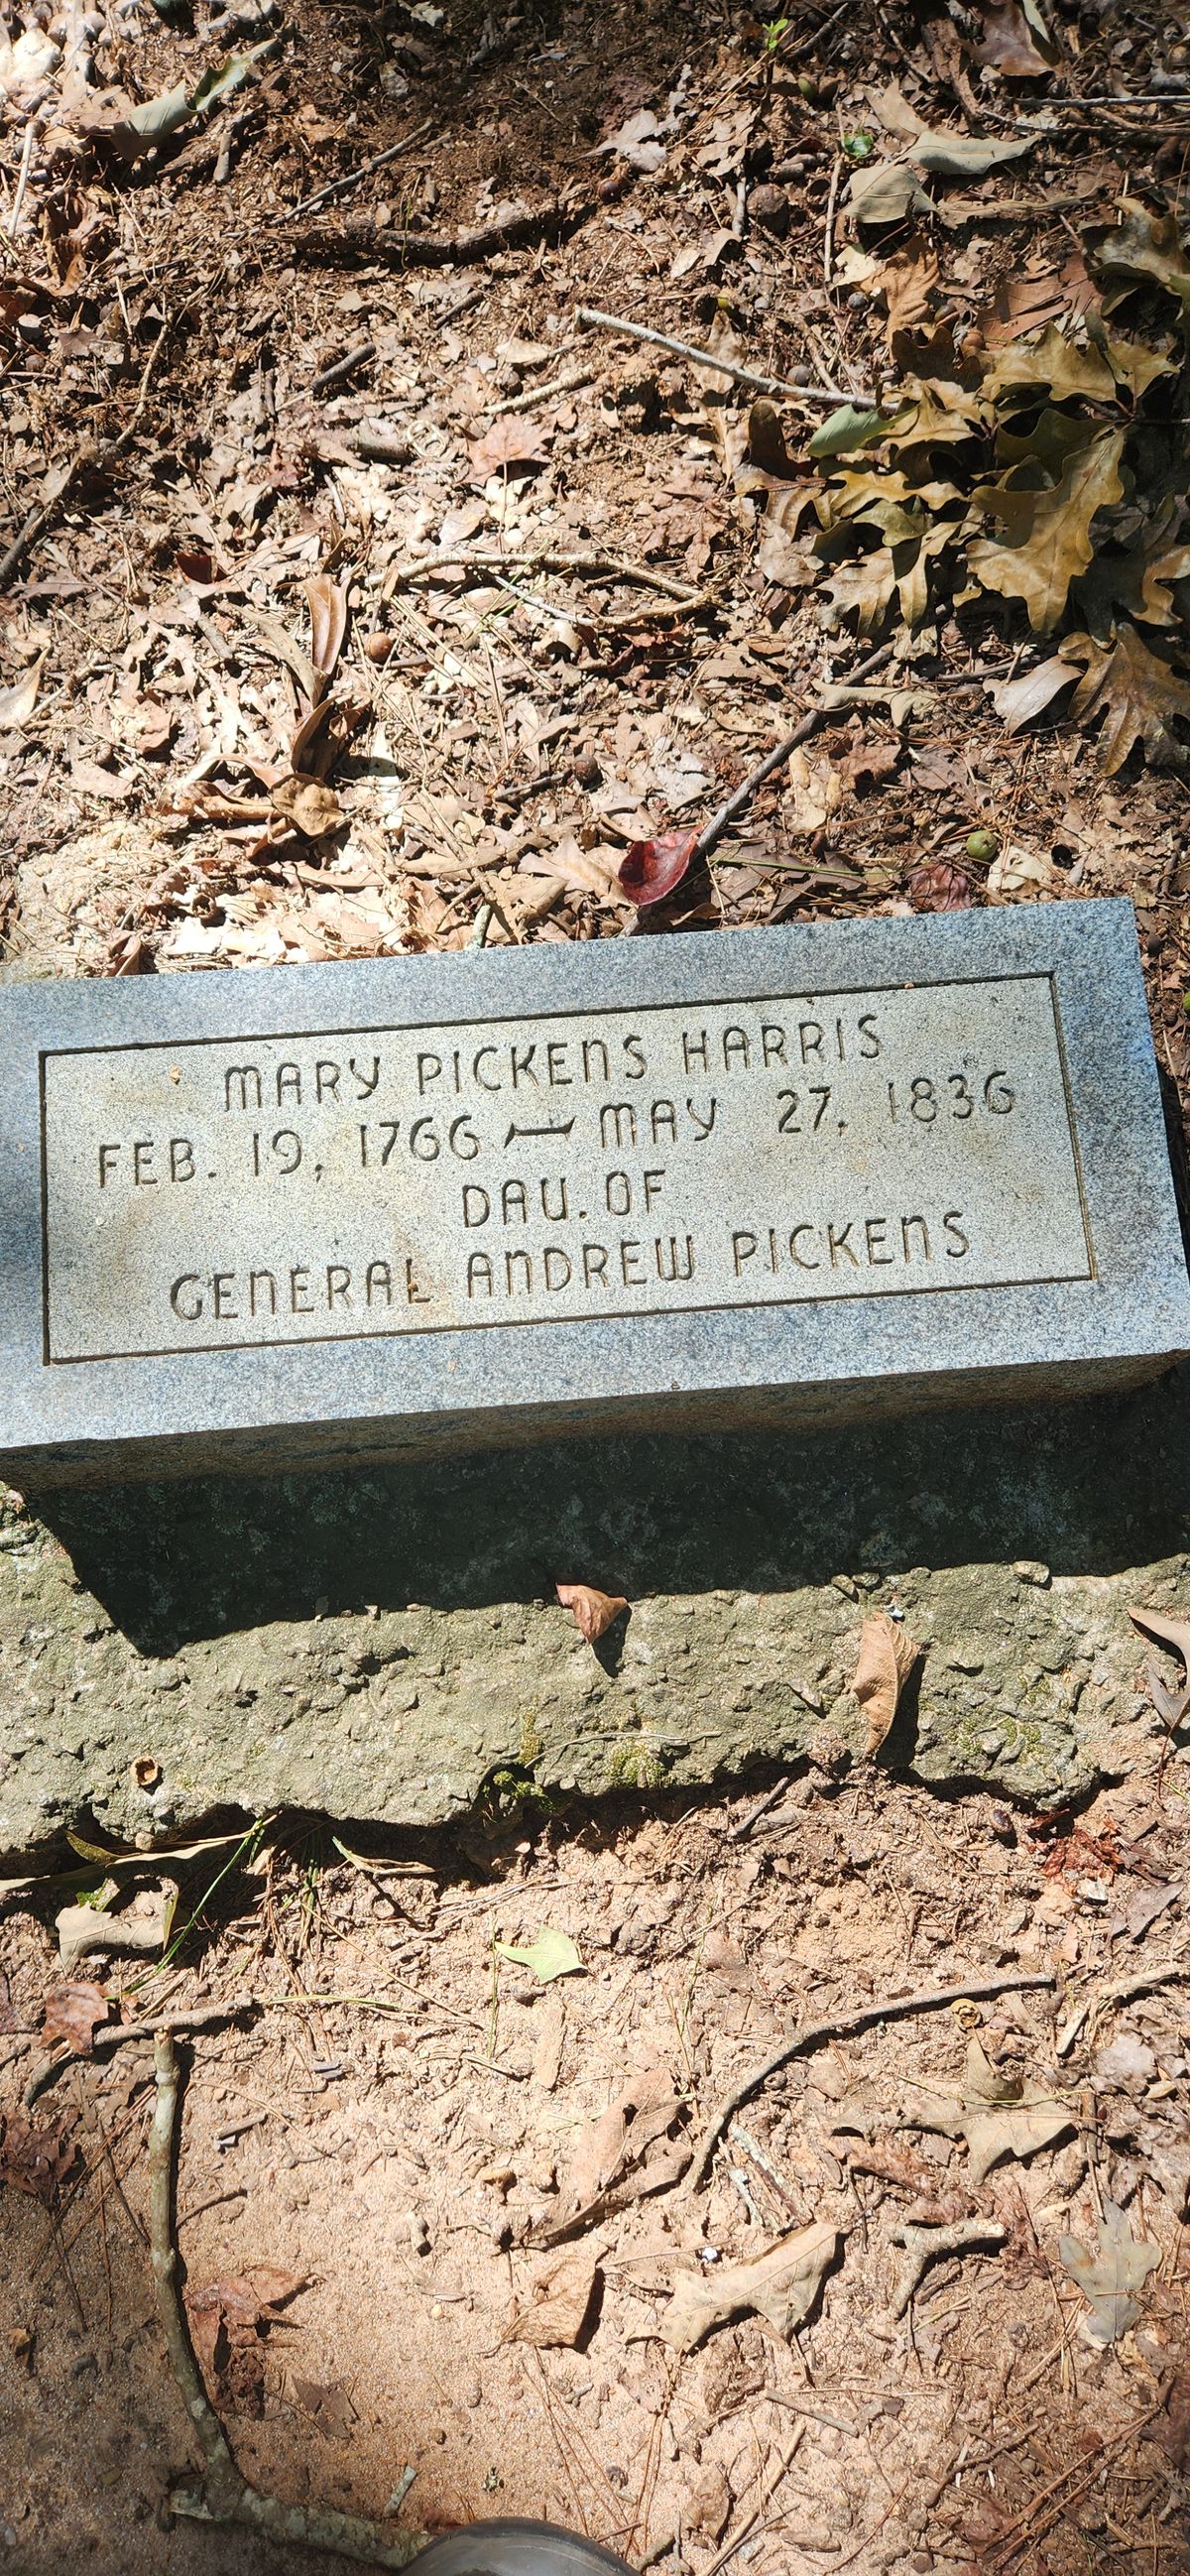 MARY PICKENS HARRIS
FEB. 19, 1766 — MAY 27, 1836
DAU. OF
GENERAL ANDREW PICKENS